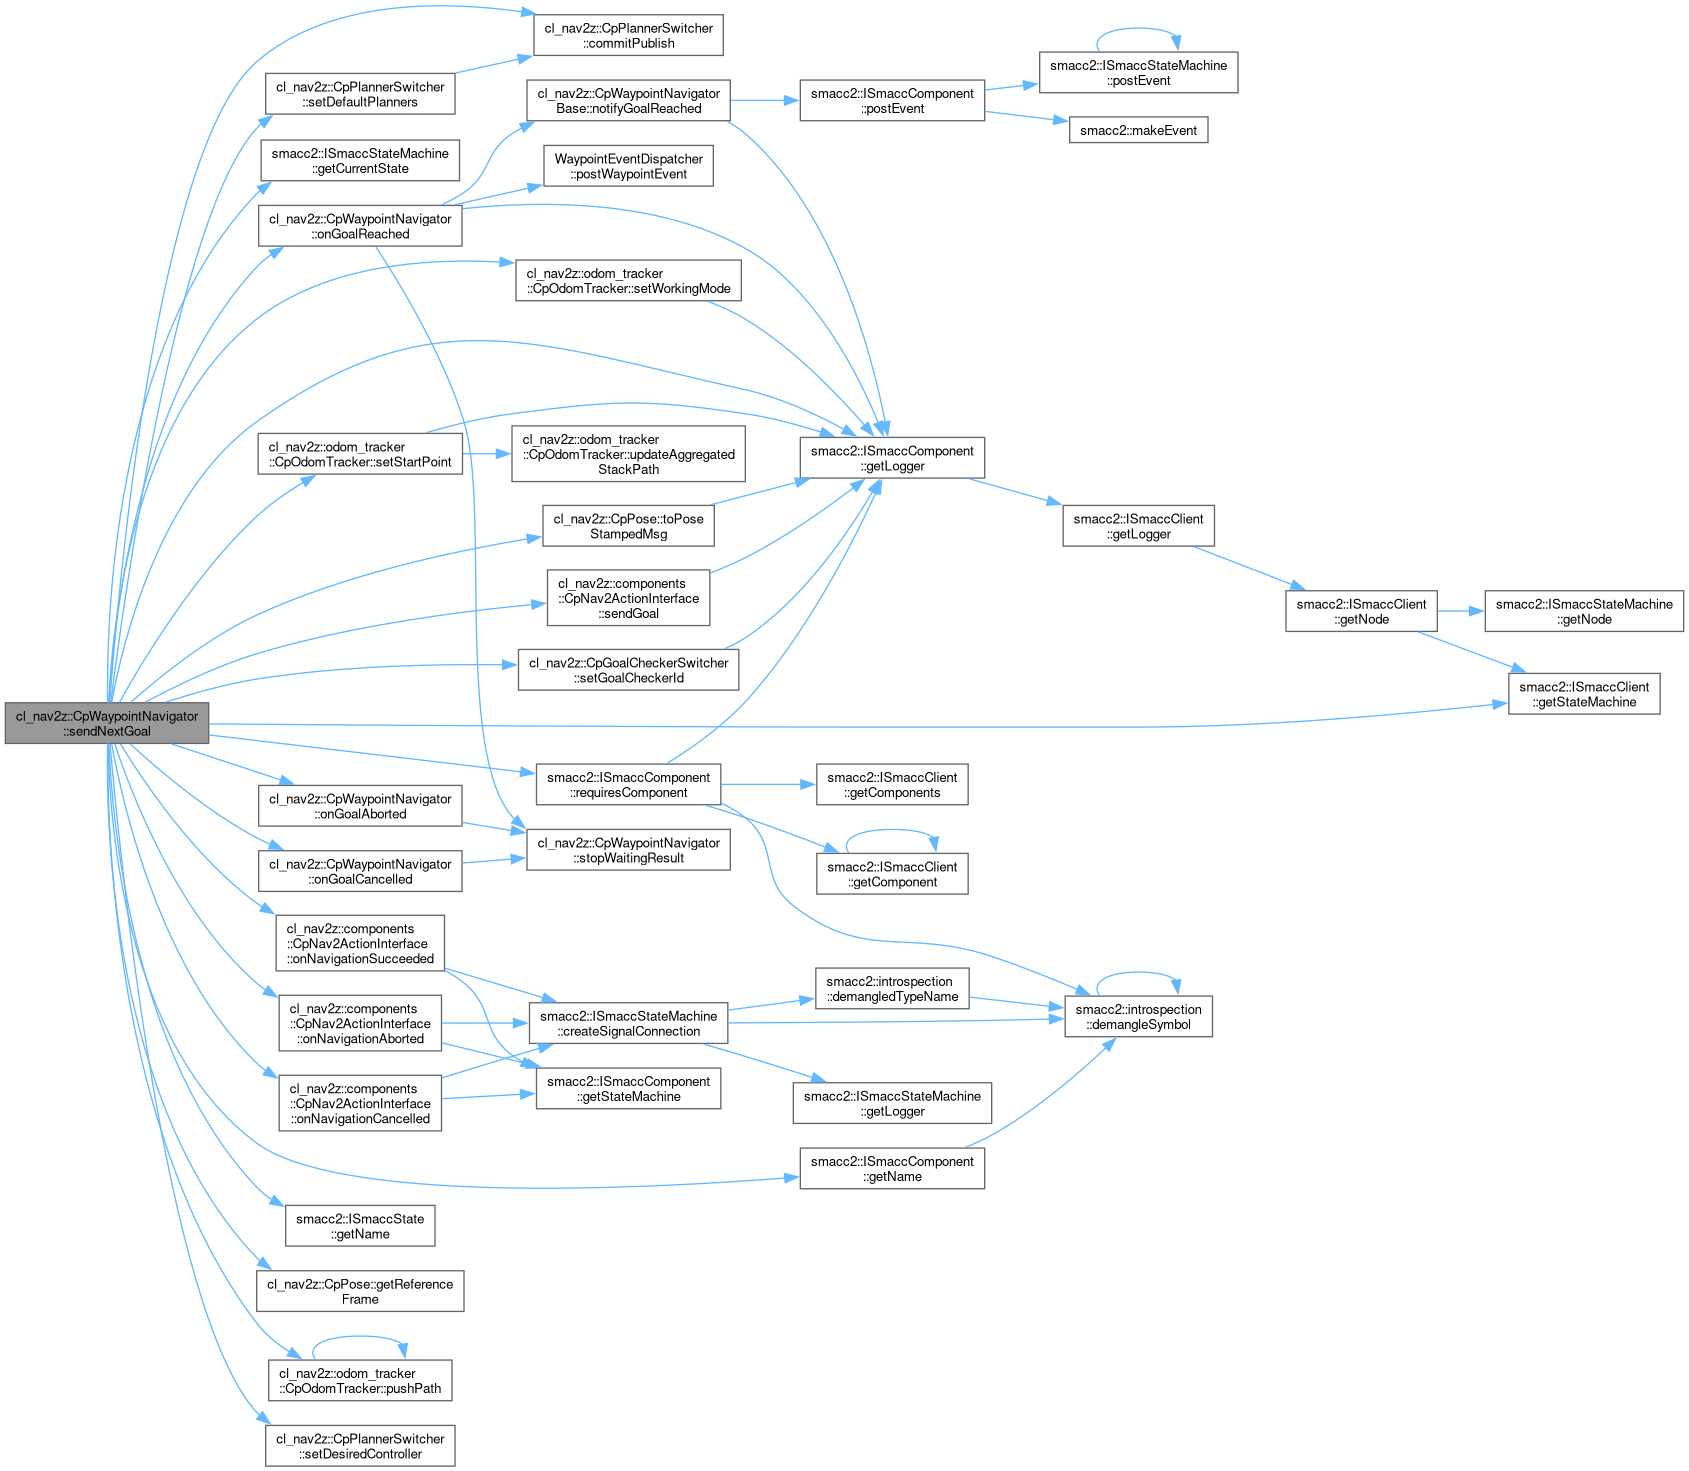 cl_nav2z::CpPlannerSwitcher
::commitPublish
cl_nav2z::CpPlannerSwitcher
::setDefaultPlanners
cl_nav2z::CpWaypointNavigator
Base::notifyGoalReached
smacc2::ISmaccComponent
::postEvent
smacc2::ISmaccStateMachine
::postEvent
smacc2::makeEvent
smacc2::ISmaccStateMachine
::getCurrentState
WaypointEventDispatcher
::postWaypointEvent
cl_nav2z::CpWaypointNavigator
::onGoalReached
cl_nav2z::odom_tracker
::CpOdomTracker::setWorkingMode
cl_nav2z::odom_tracker
::CpOdomTracker::setStartPoint
cl_nav2z::odom_tracker
::CpOdomTracker::updateAggregated
StackPath
smacc2::ISmaccComponent
::getLogger
cl_nav2z::CpPose::toPose
StampedMsg
smacc2::ISmaccClient
::getLogger
cl_nav2z::components
::CpNav2ActionInterface
::sendGoal
smacc2::ISmaccClient
::getNode
smacc2::ISmaccStateMachine
::getNode
cl_nav2z::CpGoalCheckerSwitcher
::setGoalCheckerId
smacc2::ISmaccClient
::getStateMachine
cl_nav2z::CpWaypointNavigator
::sendNextGoal
smacc2::ISmaccComponent
::requiresComponent
smacc2::ISmaccClient
::getComponents
cl_nav2z::CpWaypointNavigator
::onGoalAborted
cl_nav2z::CpWaypointNavigator
::stopWaitingResult
smacc2::ISmaccClient
::getComponent
cl_nav2z::CpWaypointNavigator
::onGoalCancelled
cl_nav2z::components
::CpNav2ActionInterface
::onNavigationSucceeded
smacc2::introspection
::demangledTypeName
cl_nav2z::components
::CpNav2ActionInterface
::onNavigationAborted
smacc2::ISmaccStateMachine
::createSignalConnection
smacc2::introspection
::demangleSymbol
cl_nav2z::components
::CpNav2ActionInterface
::onNavigationCancelled
smacc2::ISmaccComponent
::getStateMachine
smacc2::ISmaccStateMachine
::getLogger
smacc2::ISmaccComponent
::getName
smacc2::ISmaccState
::getName
cl_nav2z::CpPose::getReference
Frame
cl_nav2z::odom_tracker
::CpOdomTracker::pushPath
cl_nav2z::CpPlannerSwitcher
::setDesiredController